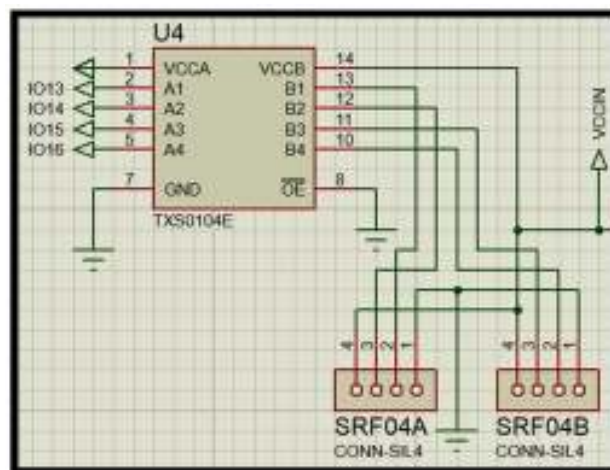 U4
1 VCCA VCCB 14
IO13 2 A1 B1 13
IO14 3 A2 B2 12
IO15 4 A3 B3 11
IO16 5 A4 B4 10
7 GND OE 8
TXS0104E
VCCIN
4 3 2 1
4 3 2 1
SRF04A
CONN-SIL4
SRF04B
CONN-SIL4